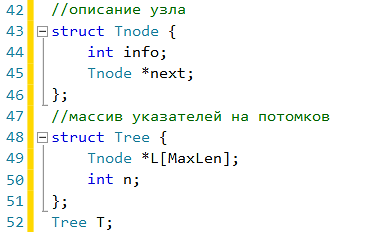 42 //описание узла
43 struct Tnode {
44 int info;
45 Tnode *next;
46 };
47 //массив указателей на потомков
48 struct Tree {
49 Tnode *L[MaxLen];
50 int n;
51 };
52 Tree T;